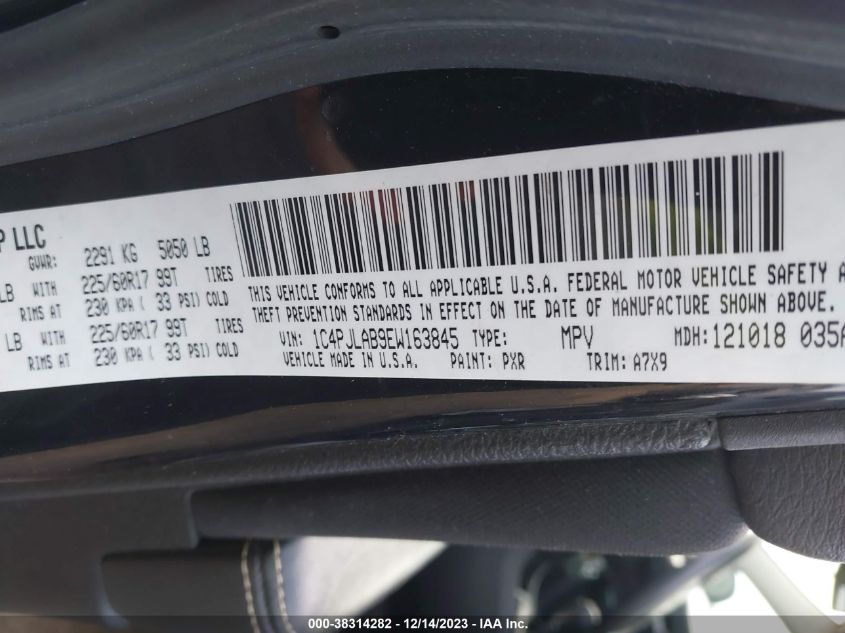 P LLC
GVWR: 2291 KG 5050 LB
LB WITH 225/60R17 99T TIRES
RIMS AT 230 KPA ( 33 PSI) COLD
LB WITH 225/60R17 99T TIRES
RIMS AT 230 KPA ( 33 PSI) COLD
THIS VEHICLE CONFORMS TO ALL APPLICABLE U.S.A. FEDERAL MOTOR VEHICLE SAFETY A
THEFT PREVENTION STANDARDS IN EFFECT ON THE DATE OF MANUFACTURE SHOWN ABOVE.
VIN: 1C4PJLAB9EW163845 TYPE: MPV MDH: 121018 035A
VEHICLE MADE IN U.S.A. PAINT: PXR TRIM: A7X9
000-38314282 - 12/14/2023 - IAA Inc.